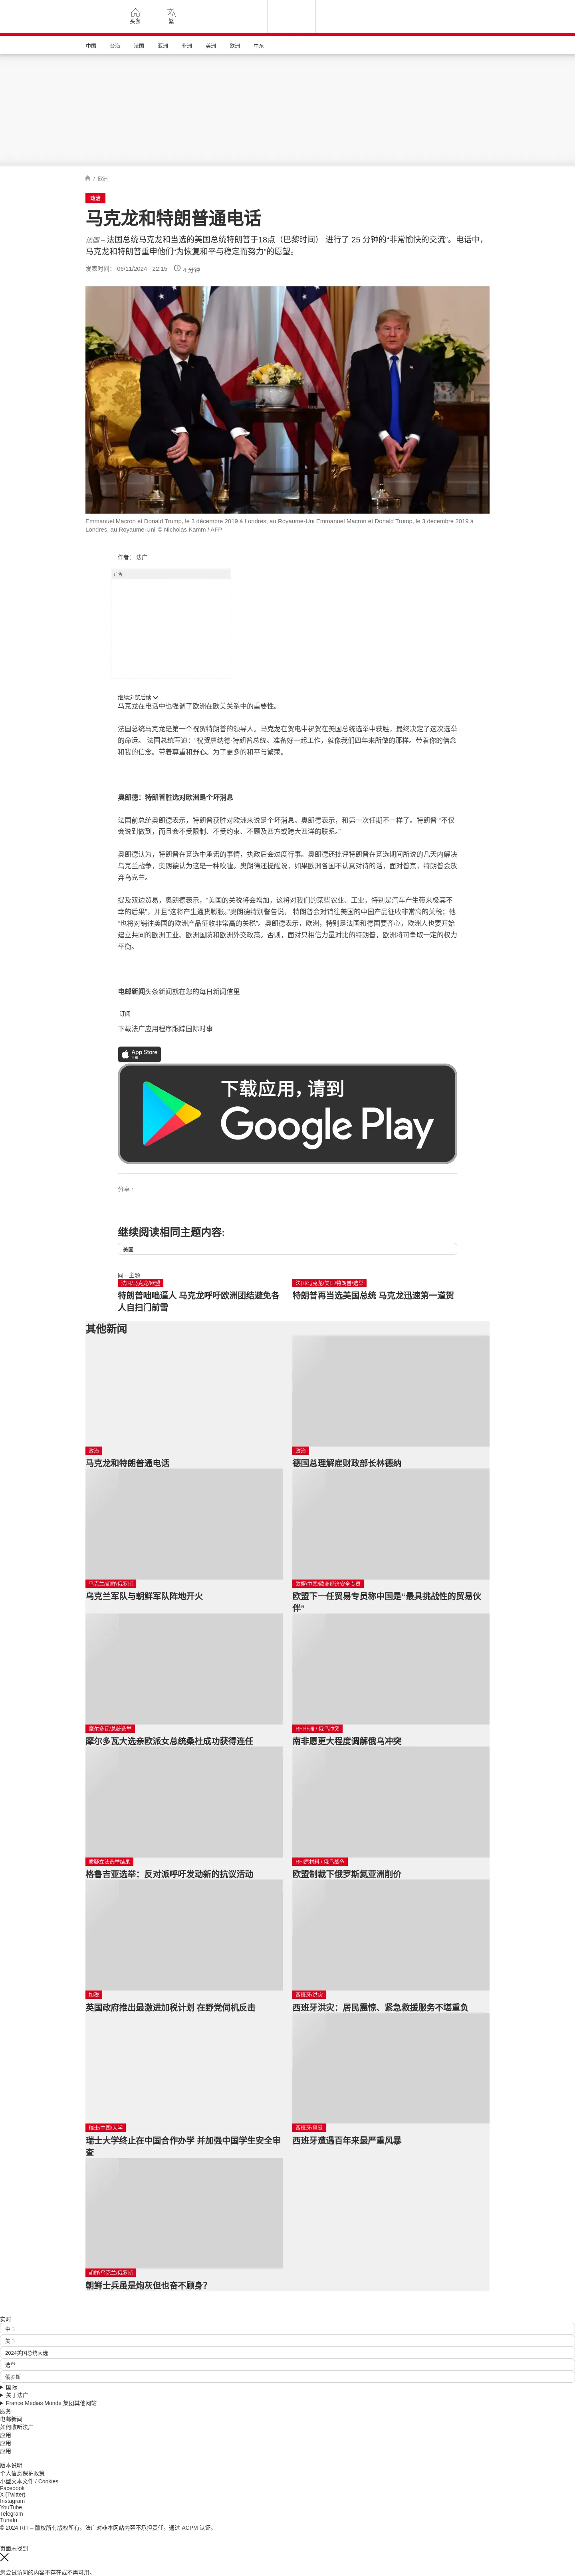 头条
繁
中国
台海
法国
亚洲
非洲
美洲
欧洲
中东
/ 欧洲
政治
马克龙和特朗普通电话
法国 – 法国总统马克龙和当选的美国总统特朗普于18点（巴黎时间） 进行了 25 分钟的“非常愉快的交流”。电话中，
马克龙和特朗普重申他们“为恢复和平与稳定而努力”的愿望。
发表时间： 06/11/2024 - 22:15
4 分钟
Emmanuel Macron et Donald Trump, le 3 décembre 2019 à Londres, au Royaume-Uni Emmanuel Macron et Donald Trump, le 3 décembre 2019 à
Londres, au Royaume-Uni © Nicholas Kamm / AFP
作者： 法广
广告
继续浏览后续
马克龙在电话中也强调了欧洲在欧美关系中的重要性。
法国总统马克龙是第一个祝贺特朗普的领导人。马克龙在贺电中祝贺在美国总统选举中获胜，最终决定了这次选举
的命运。 法国总统写道：“祝贺唐纳德·特朗普总统。准备好一起工作，就像我们四年来所做的那样。带着你的信念
和我的信念。带着尊重和野心。为了更多的和平与繁荣。
奥朗德：特朗普胜选对欧洲是个坏消息
法国前总统奥朗德表示，特朗普获胜对欧洲来说是个坏消息。奥朗德表示，和第一次任期不一样了。特朗普 “不仅
会说到做到，而且会不受限制、不受约束、不顾及西方或跨大西洋的联系。”
奥朗德认为，特朗普在竞选中承诺的事情，执政后会过度行事。奥朗德还批评特朗普在竞选期间所说的几天内解决
乌克兰战争，奥朗德认为这是一种吹嘘。奥朗德还提醒说，如果欧洲各国不认真对待的话，面对普京，特朗普会放
弃乌克兰。
提及双边贸易，奥朗德表示，“美国的关税将会增加，这将对我们的某些农业、工业，特别是汽车产生带来极其不
幸的后果”，并且“这将产生通货膨胀。”奥朗德特别警告说， 特朗普会对销往美国的中国产品征收非常高的关税；他
“也将对销往美国的欧洲产品征收非常高的关税”。奥朗德表示，欧洲，特别是法国和德国要齐心，欧洲人也要开始
建立共同的欧洲工业、欧洲国防和欧洲外交政策。否则，面对只相信力量对比的特朗普，欧洲将可争取一定的权力
平衡。
电邮新闻头条新闻就在您的每日新闻信里
订阅
下载法广应用程序跟踪国际时事
App Store
下载应用，请到
Google Play
分享 :
继续阅读相同主题内容:
美国
同一主题
法国/马克龙/欧盟
特朗普咄咄逼人 马克龙呼吁欧洲团结避免各
人自扫门前雪
法国/马克龙/美国/特朗普/选举
特朗普再当选美国总统 马克龙迅速第一道贺
其他新闻
政治
马克龙和特朗普通电话
政治
德国总理解雇财政部长林德纳
乌克兰/朝鲜/俄罗斯
乌克兰军队与朝鲜军队阵地开火
欧盟/中国/欧洲经济安全专员
欧盟下一任贸易专员称中国是“最具挑战性的贸易伙
伴”
摩尔多瓦/总统选举
摩尔多瓦大选亲欧派女总统桑杜成功获得连任
RFI非洲 / 俄乌冲突
南非愿更大程度调解俄乌冲突
质疑立法选举结果
格鲁吉亚选举：反对派呼吁发动新的抗议活动
RFI原材料 / 俄乌战争
欧盟制裁下俄罗斯氦亚洲削价
加税
英国政府推出最激进加税计划 在野党伺机反击
西班牙/洪灾
西班牙洪灾：居民震惊、紧急救援服务不堪重负
瑞士/中国/大学
瑞士大学终止在中国合作办学 并加强中国学生安全审
查
西班牙/风暴
西班牙遭遇百年来最严重风暴
朝鲜/乌克兰/俄罗斯
朝鲜士兵虽是炮灰但也奋不顾身？
实时
中国
美国
2024美国总统大选
选举
俄罗斯
国际
关于法广
France Médias Monde 集团其他网站
服务
电邮新闻
如何收听法广
应用
应用
应用
版本说明
个人信息保护政策
小型文本文件 / Cookies
Facebook
X (Twitter)
Instagram
YouTube
Telegram
TuneIn
© 2024 RFI – 版权所有版权所有。法广对非本网站内容不承担责任。通过 ACPM 认证。
页面未找到
您尝试访问的内容不存在或不再可用。